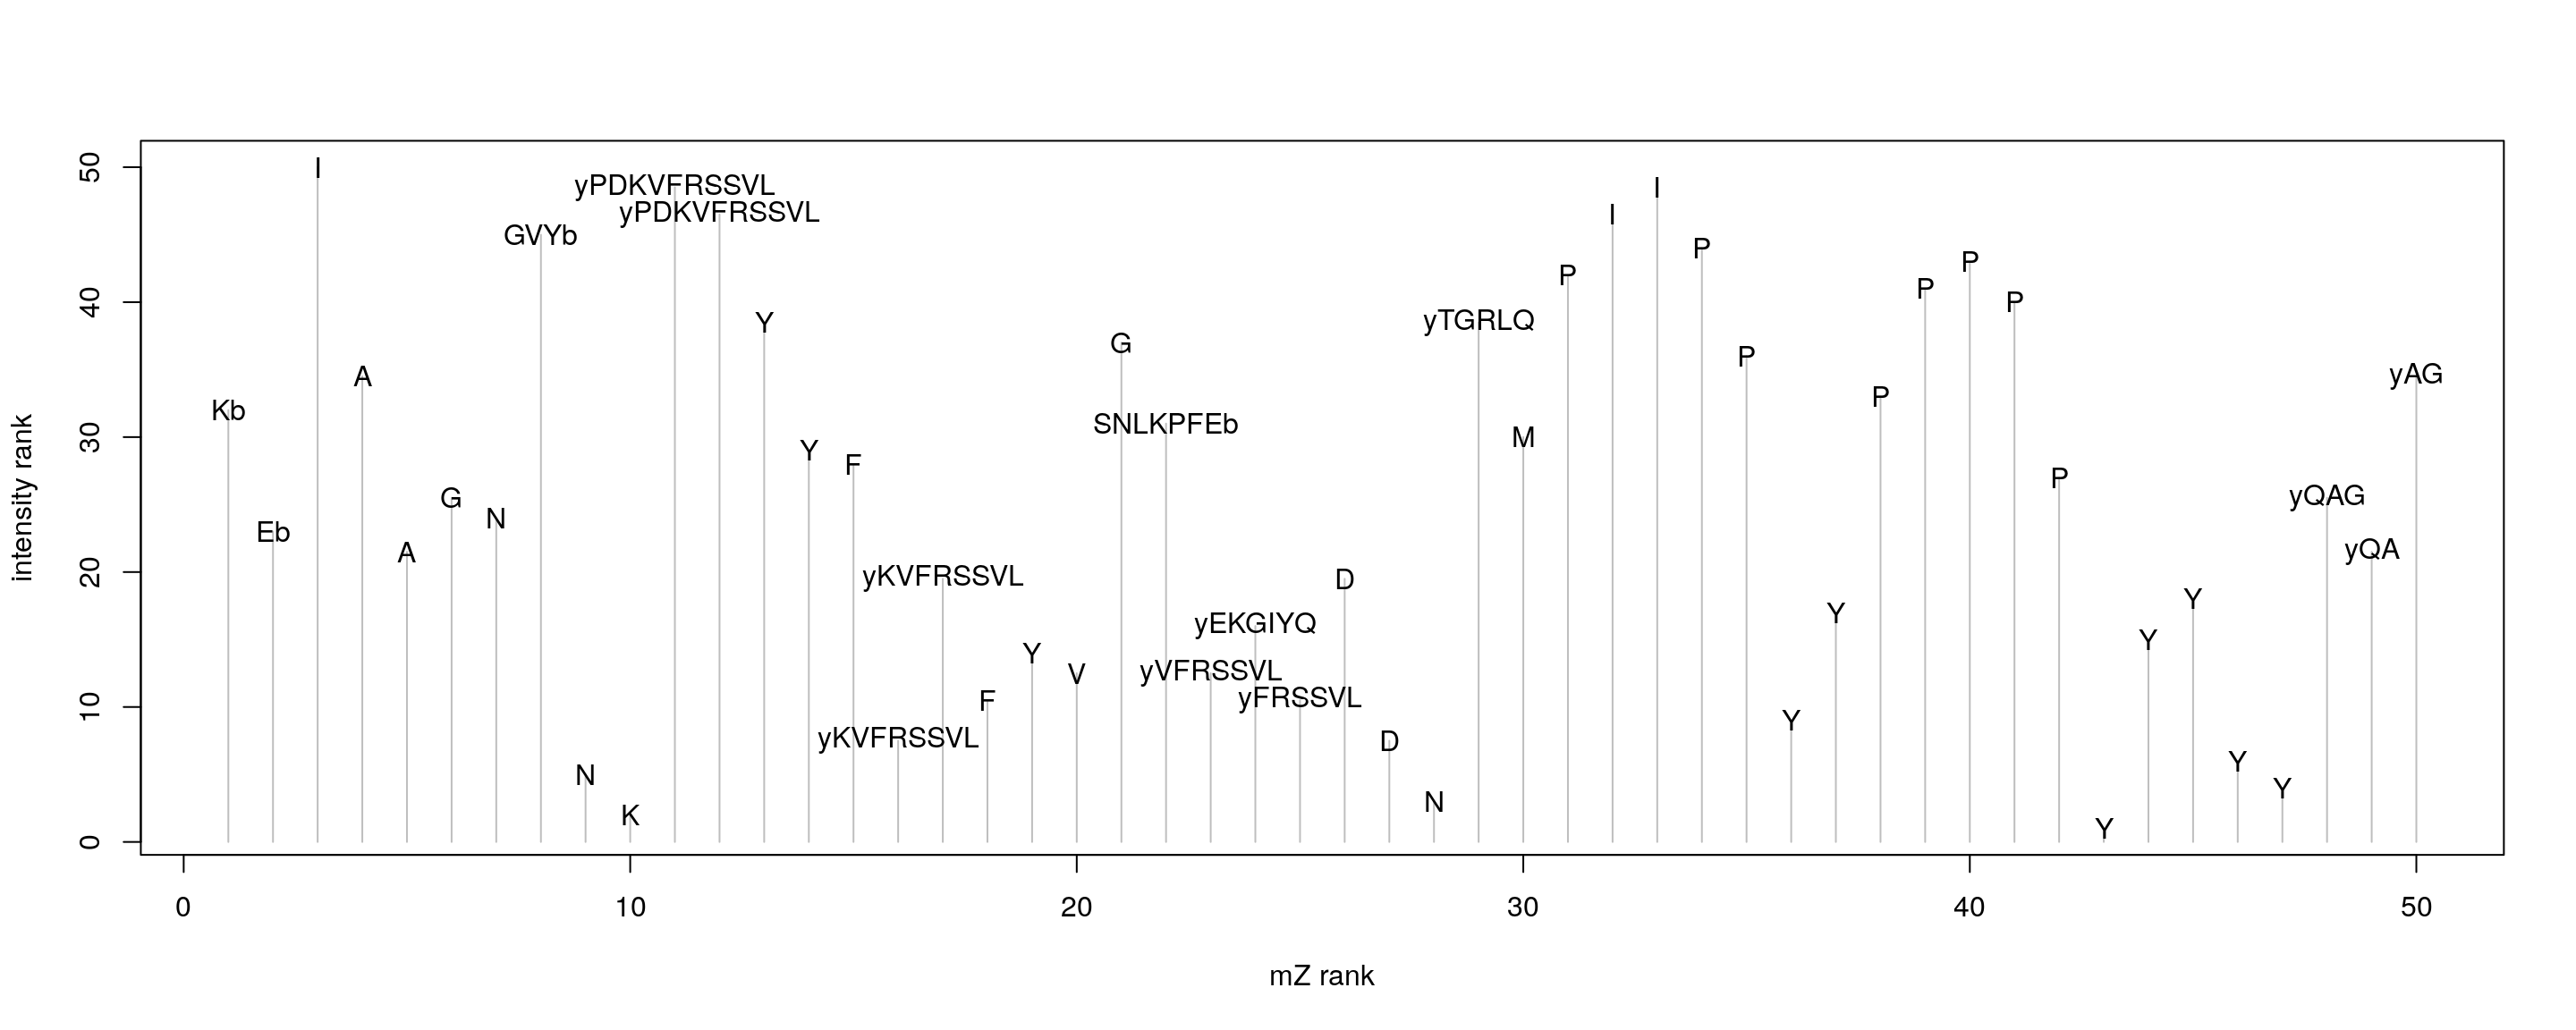 50
40
30
20
10
0
intensity rank
Kb
Eb
I
A
A
G
N
GVYb
N
K
yPDKVFRSSVL
yPDKVFRSSVL
Y
Y
F
yKVFRSSVL
yKVFRSSVL
F
Y
V
G
SNLKPFEb
yVFRSSVL
yEKGIYQ
yFRSSVL
D
D
N
yTGRLQ
M
P
I
I
P
P
Y
Y
P
P
P
P
P
Y
Y
Y
Y
Y
yQAG
yQA
yAG
0 10 20 30 40 50
mZ rank